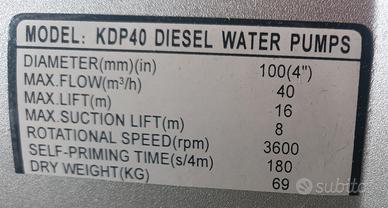 MODEL: KDP40 DIESEL WATER PUMPS
DIAMETER(mm)(in) 100(4")
MAX.FLOW(m³/h) 40
MAX.LIFT(m) 16
MAX.SUCTION LIFT(m) 8
ROTATIONAL SPEED(rpm) 3600
SELF-PRIMING TIME(s/4m) 180
DRY WEIGHT(KG) 69
subito